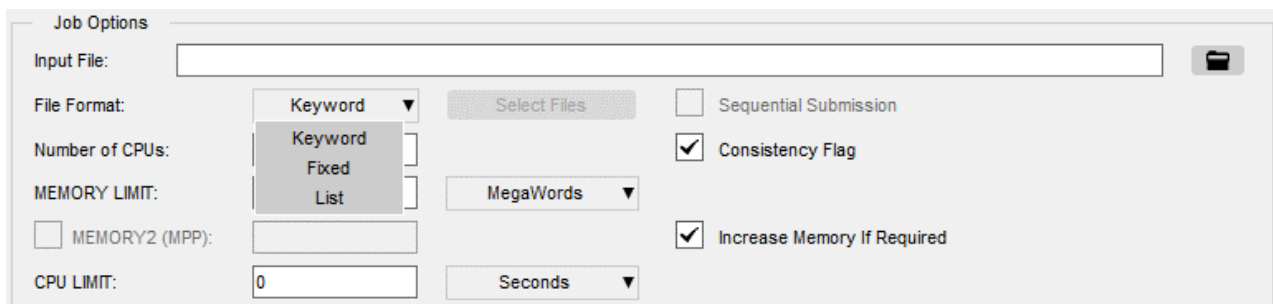 Job Options
Input File:
File Format: Keyword Select Files Sequential Submission
Keyword
Number of CPUs: Consistency Flag
Fixed
MEMORY LIMIT: MegaWords
List
MEMORY2 (MPP): Increase Memory If Required
CPU LIMIT: 0 Seconds